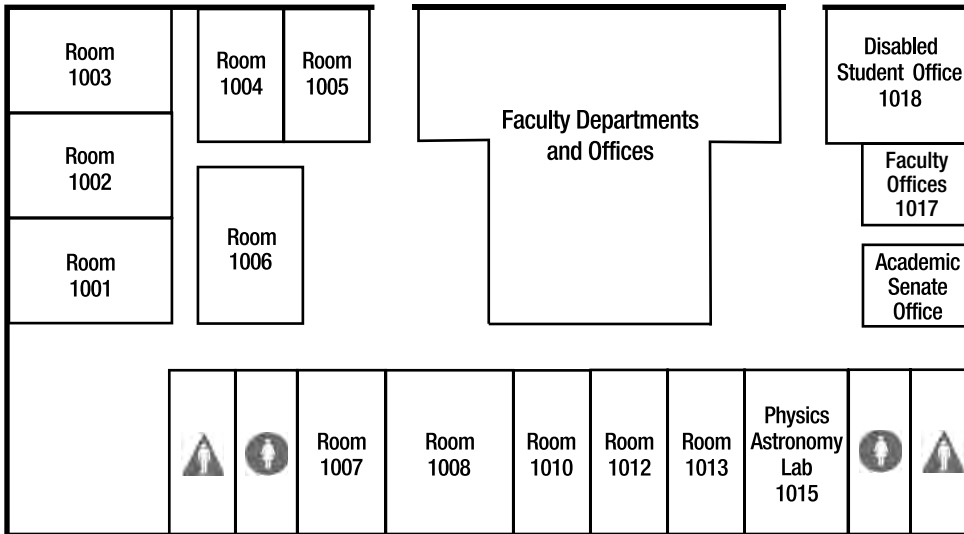 Room
1003
Room
1004
Room
1005
Faculty Departments
and Offices
Disabled
Student Office
1018
Room
1002
Faculty
Offices
1017
Room
1001
Room
1006
Academic
Senate
Office
Room
1007
Room
1008
Room
1010
Room
1012
Room
1013
Physics
Astronomy
Lab
1015